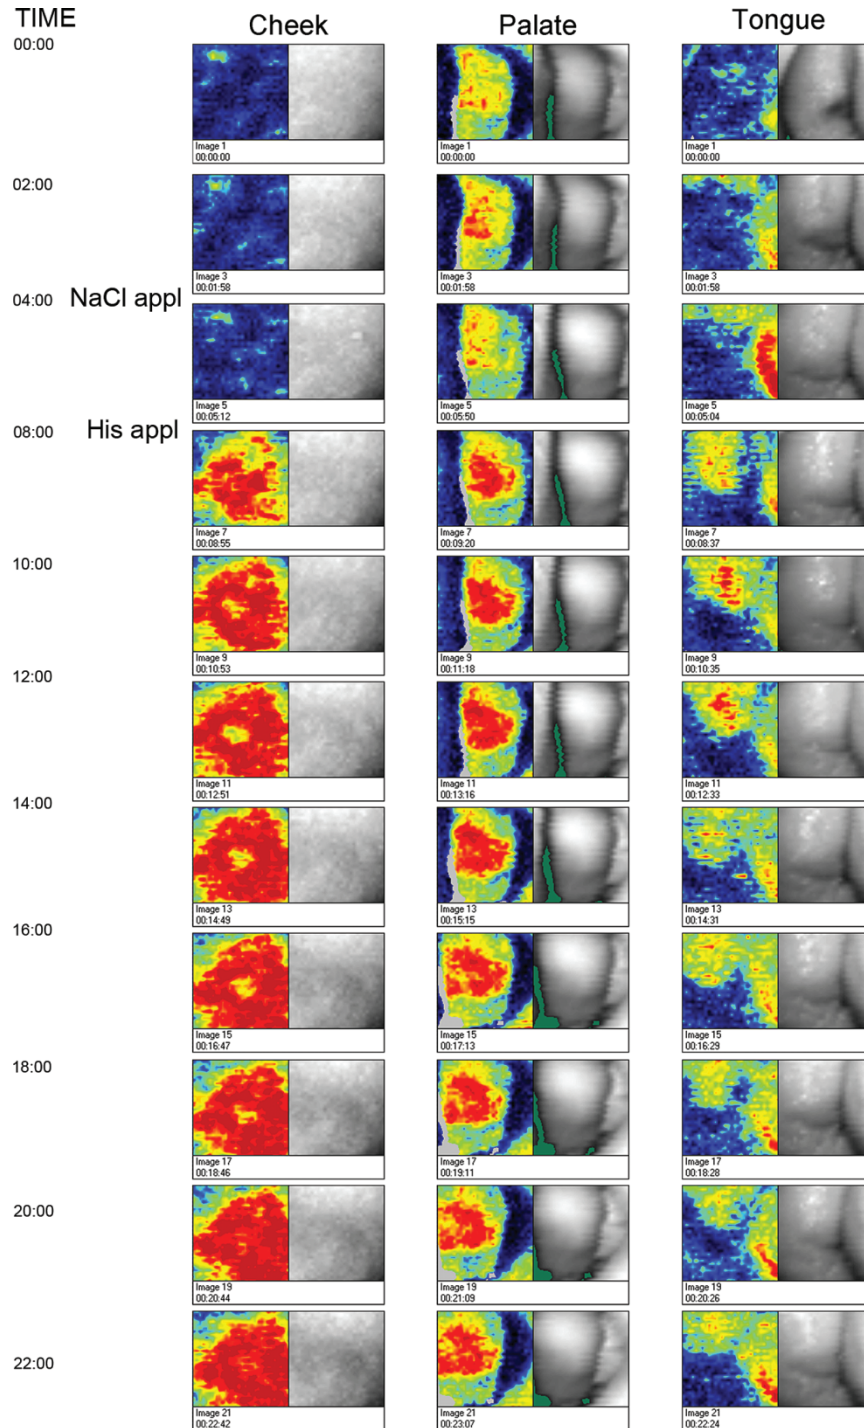 TIME
Cheek
Palate
Tongue
00:00
Image 1
00:00:00
Image 1
00:00:00
Image 1
00:00:00
02:00
Image 3
00:01:58
Image 3
00:01:58
Image 3
00:01:58
04:00
NaCl appl
Image 5
00:05:12
Image 5
00:05:50
Image 5
00:05:04
08:00
His appl
Image 7
00:08:55
Image 7
00:09:20
Image 7
00:08:37
10:00
Image 9
00:10:53
Image 9
00:11:18
Image 9
00:10:35
12:00
Image 11
00:12:51
Image 11
00:13:16
Image 11
00:12:33
14:00
Image 13
00:14:49
Image 13
00:15:15
Image 13
00:14:31
16:00
Image 15
00:16:47
Image 15
00:17:13
Image 15
00:16:29
18:00
Image 17
00:18:46
Image 17
00:19:11
Image 17
00:18:28
20:00
Image 19
00:20:44
Image 19
00:21:09
Image 19
00:20:26
22:00
Image 21
00:22:42
Image 21
00:23:07
Image 21
00:22:24